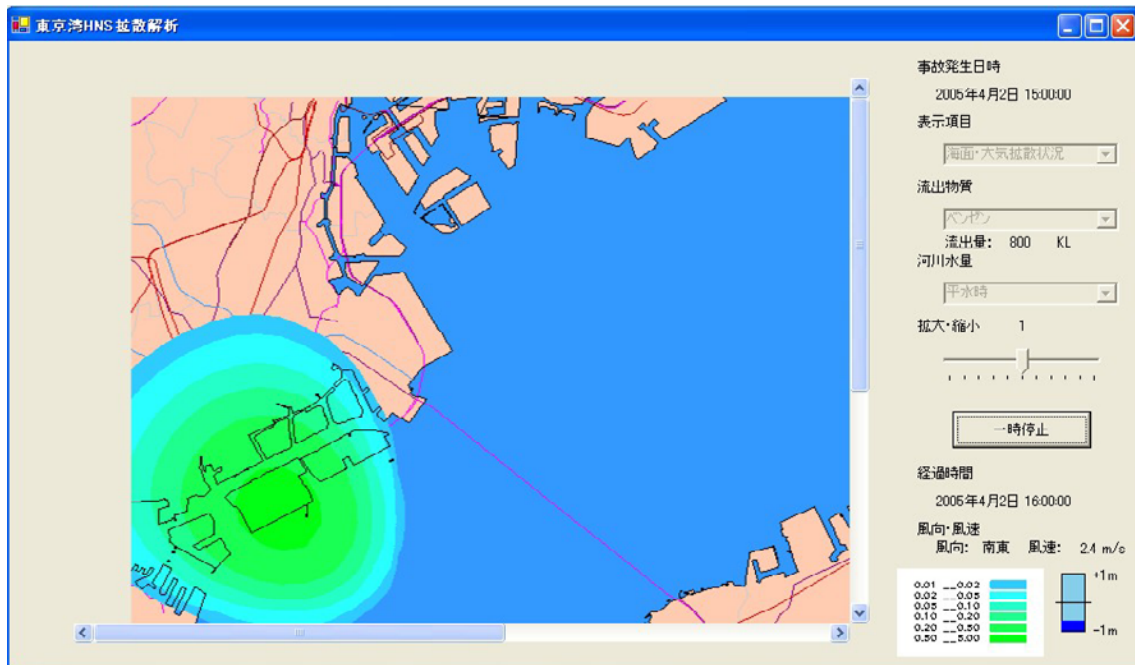 東京湾HNS拡散解析
事故発生日時
2005年4月2日 15:00:00
表示項目
海面・大気拡散状況
流出物質
ベンゼン
流出量: 800 KL
河川水量
平水時
拡大・縮小 1
一時停止
経過時間
2005年4月2日 16:00:00
風向・風速
風向: 南東 風速: 2.4 m/s
0.01 __0.02
0.02 __0.05
0.05 __0.10
0.10 __0.20
0.20 __0.50
0.50 __5.00
+1m
-1m